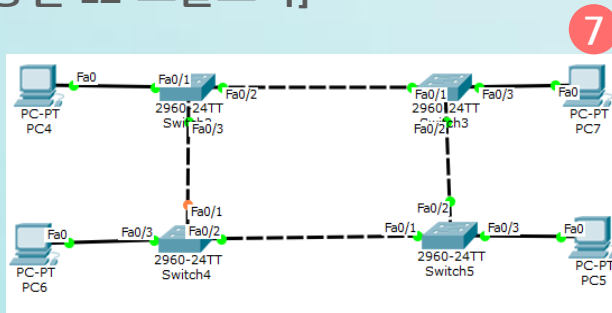 7
Fa0
Fa0/1
Fa0/2
Fa0/1
Fa0/3
Fa0
PC-PT
PC4
2960-24TT
Fa0/3
2960-24TT
Fa0/2
PC-PT
PC7
Fa0/1
Fa0/2
Fa0
Fa0/3
Fa0/2
Fa0/1
Fa0/3
Fa0
PC-PT
PC6
2960-24TT
Switch4
2960-24TT
Switch5
PC-PT
PC5